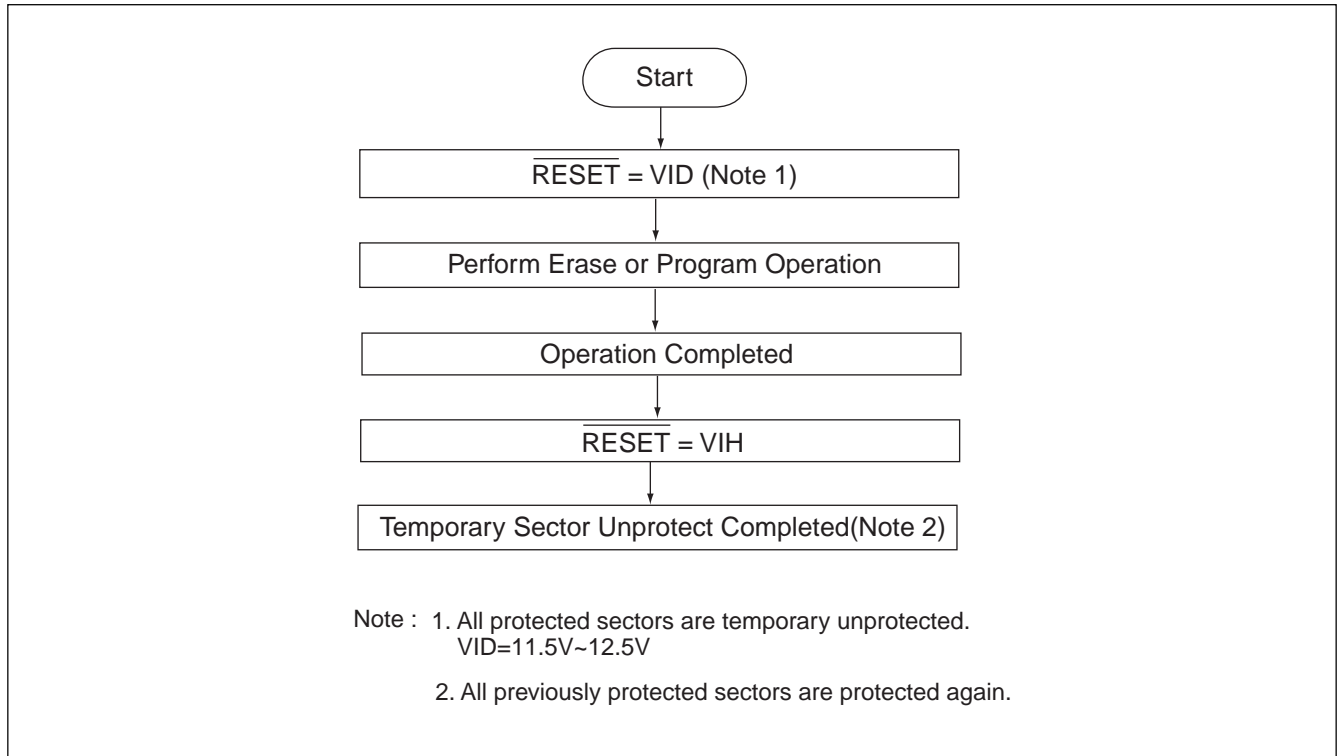 Start
R̅E̅S̅E̅T̅ = VID (Note 1)
Perform Erase or Program Operation
Operation Completed
R̅E̅S̅E̅T̅ = VIH
Temporary Sector Unprotect Completed(Note 2)
Note : 1. All protected sectors are temporary unprotected.
VID=11.5V~12.5V
2. All previously protected sectors are protected again.